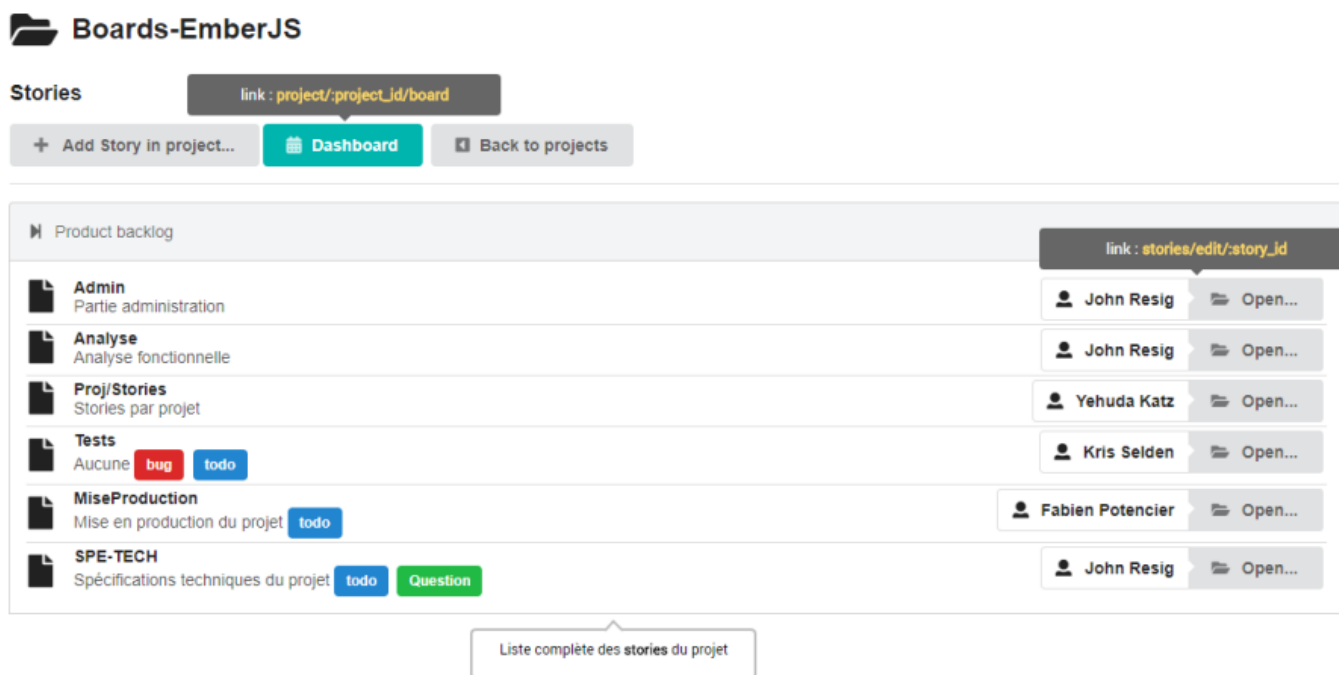 Boards-EmberJS
Stories
link : project/:project_id/board
Add Story in project...
Dashboard
Back to projects
Product backlog
link : stories/edit/:story_id
Admin
Partie administration
John Resig
Open...
Analyse
Analyse fonctionnelle
John Resig
Open...
Proj/Stories
Stories par projet
Yehuda Katz
Open...
Tests
Aucune bug todo
Kris Selden
Open...
MiseProduction
Mise en production du projet todo
Fabien Potencier
Open...
SPE-TECH
Spécifications techniques du projet todo Question
John Resig
Open...
Liste complète des stories du projet